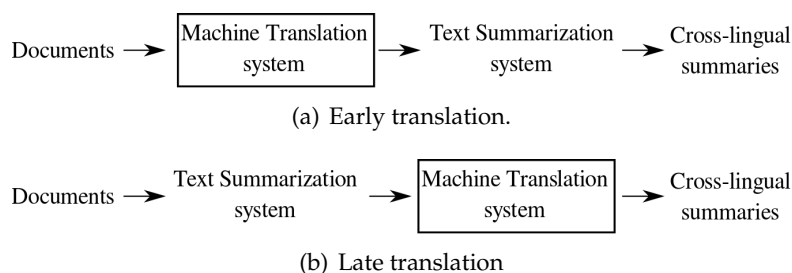 Documents
Machine Translation
system
Text Summarization
system
Cross-lingual
summaries
(a) Early translation.
Documents
Text Summarization
system
Machine Translation
system
Cross-lingual
summaries
(b) Late translation